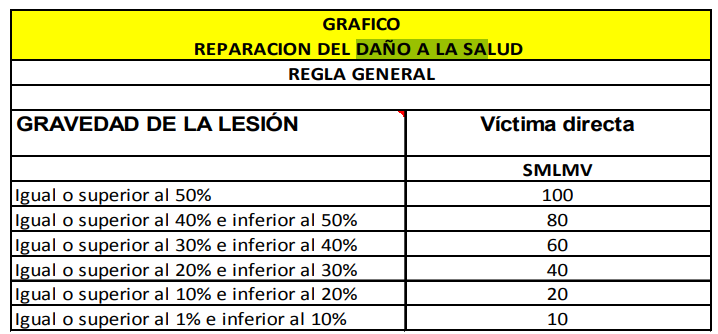 GRAFICO
REPARACION DEL DAÑO A LA SALUD
REGLA GENERAL
GRAVEDAD DE LA LESIÓN Víctima directa
SMLMV
Igual o superior al 50% 100
Igual o superior al 40% e inferior al 50% 80
Igual o superior al 30% e inferior al 40% 60
Igual o superior al 20% e inferior al 30% 40
Igual o superior al 10% e inferior al 20% 20
Igual o superior al 1% e inferior al 10% 10